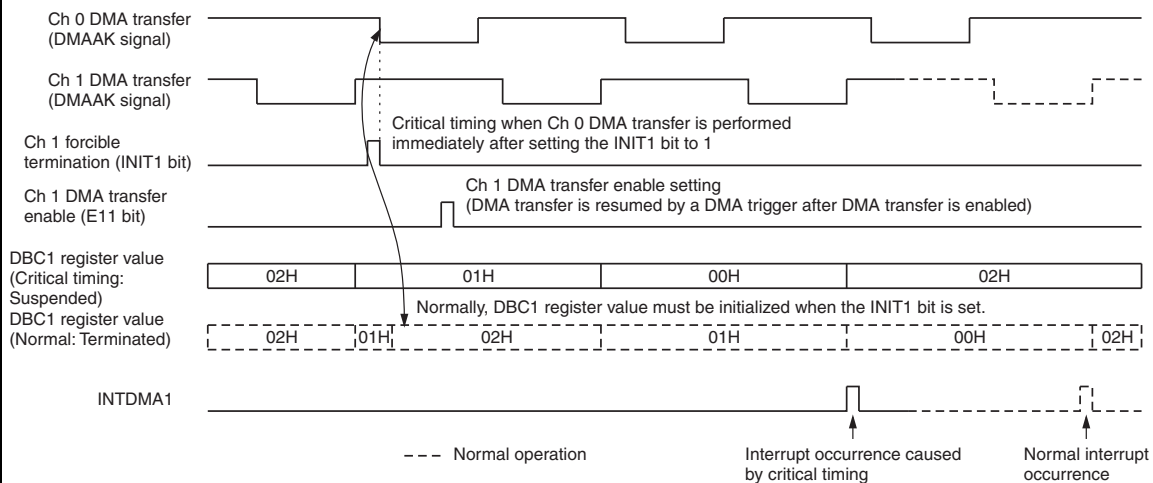 Ch 0 DMA transfer
(DMAAK signal)
Ch 1 DMA transfer
(DMAAK signal)
Critical timing when Ch 0 DMA transfer is performed
immediately after setting the INIT1 bit to 1
Ch 1 forcible
termination (INIT1 bit)
Ch 1 DMA transfer
enable (E11 bit)
Ch 1 DMA transfer enable setting
(DMA transfer is resumed by a DMA trigger after DMA transfer is enabled)
DBC1 register value
(Critical timing:
Suspended)
02H 01H 00H 02H
Normally, DBC1 register value must be initialized when the INIT1 bit is set.
DBC1 register value
(Normal: Terminated)
02H 01H 02H 01H 00H 02H
INTDMA1
Normal operation
Interrupt occurrence caused
by critical timing
Normal interrupt
occurrence